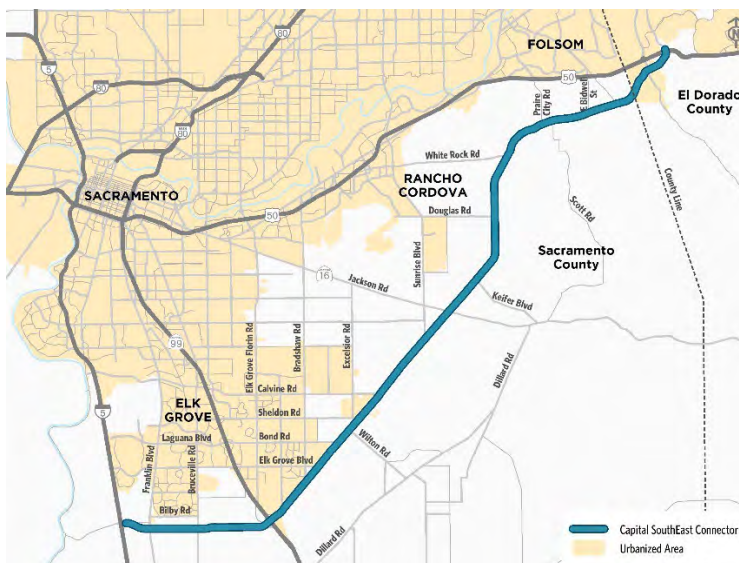 FOLSOM
80
5
N
80
50
El Dorado
County
Praire
City Rd
E Bidwell
St
BUS
80
White Rock Rd
RANCHO
CORDOVA
SACRAMENTO
County Line
Scott Rd
50
Douglas Rd
Sunrise Blvd
Sacramento
County
16
Jackson Rd
Keifer Blvd
99
Elk Grove Florin Rd
Bradshaw Rd
Excelsior Rd
Dillard Rd
Calvine Rd
ELK
GROVE
5
Sheldon Rd
Laguana Blvd
Bond Rd
Wilton Rd
Franklin Blvd
Bruceville Rd
Elk Grove Blvd
Bilby Rd
Dillard Rd
Capital SouthEast Connector
Urbanized Area